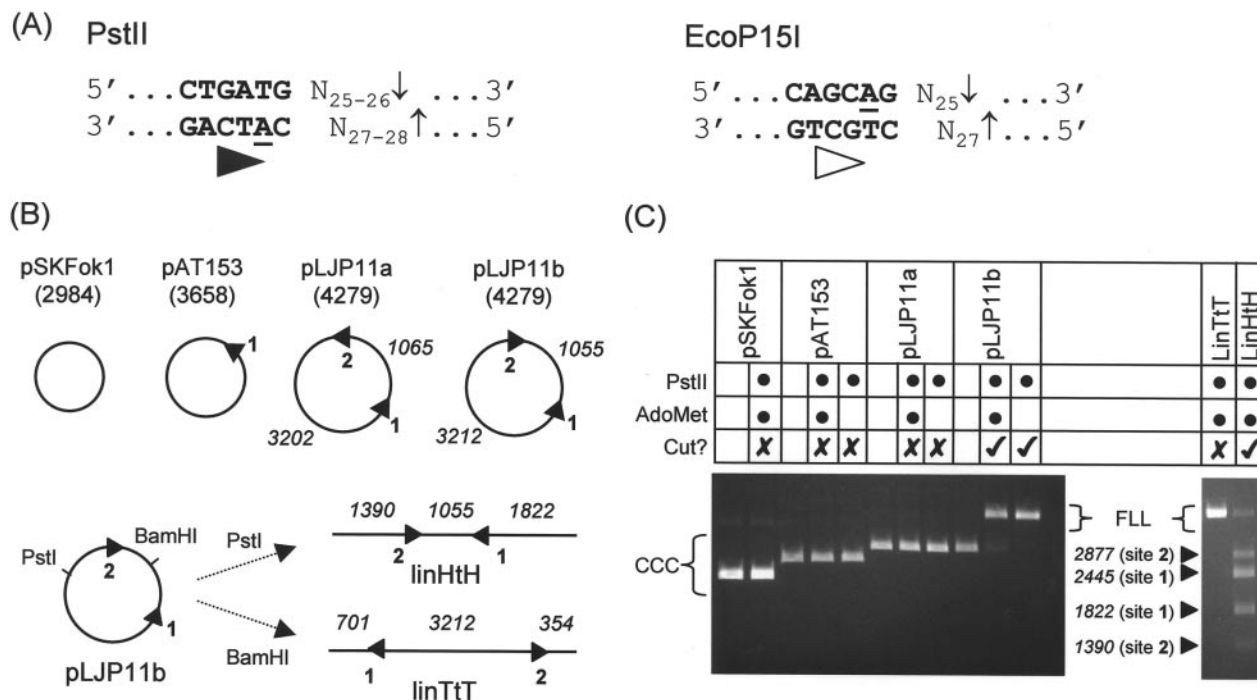 (A)
PstII
5′ ...CTGATG N25-26↓ ...3′
3′ ...GACTAC N27-28↑ ...5′
EcoP15I
5′ ...CAGCAG N25↓ ...3′
3′ ...GTCGTC N27↑ ...5′
(B)
pSKFok1 pAT153 pLJP11a pLJP11b
(2984) (3658) (4279) (4279)
1
2 1065 1 3202
2 1055 1 3212
PstI BamHI 2 1
pLJP11b
PstI
BamHI
1390 1055 1822
2 1
linHtH
701 3212 354
1 2
linTtT
(C)
pSKFok1 pAT153 pLJP11a pLJP11b LinTtT LinHtH
PstII ● ● ● ● ● ● ● ● ●
AdoMet ● ● ● ● ● ●
Cut? ✗ ✗ ✗ ✗ ✗ ✓ ✓ ✗ ✓
CCC
FLL
2877 (site 2)
2445 (site 1)
1822 (site 1)
1390 (site 2)